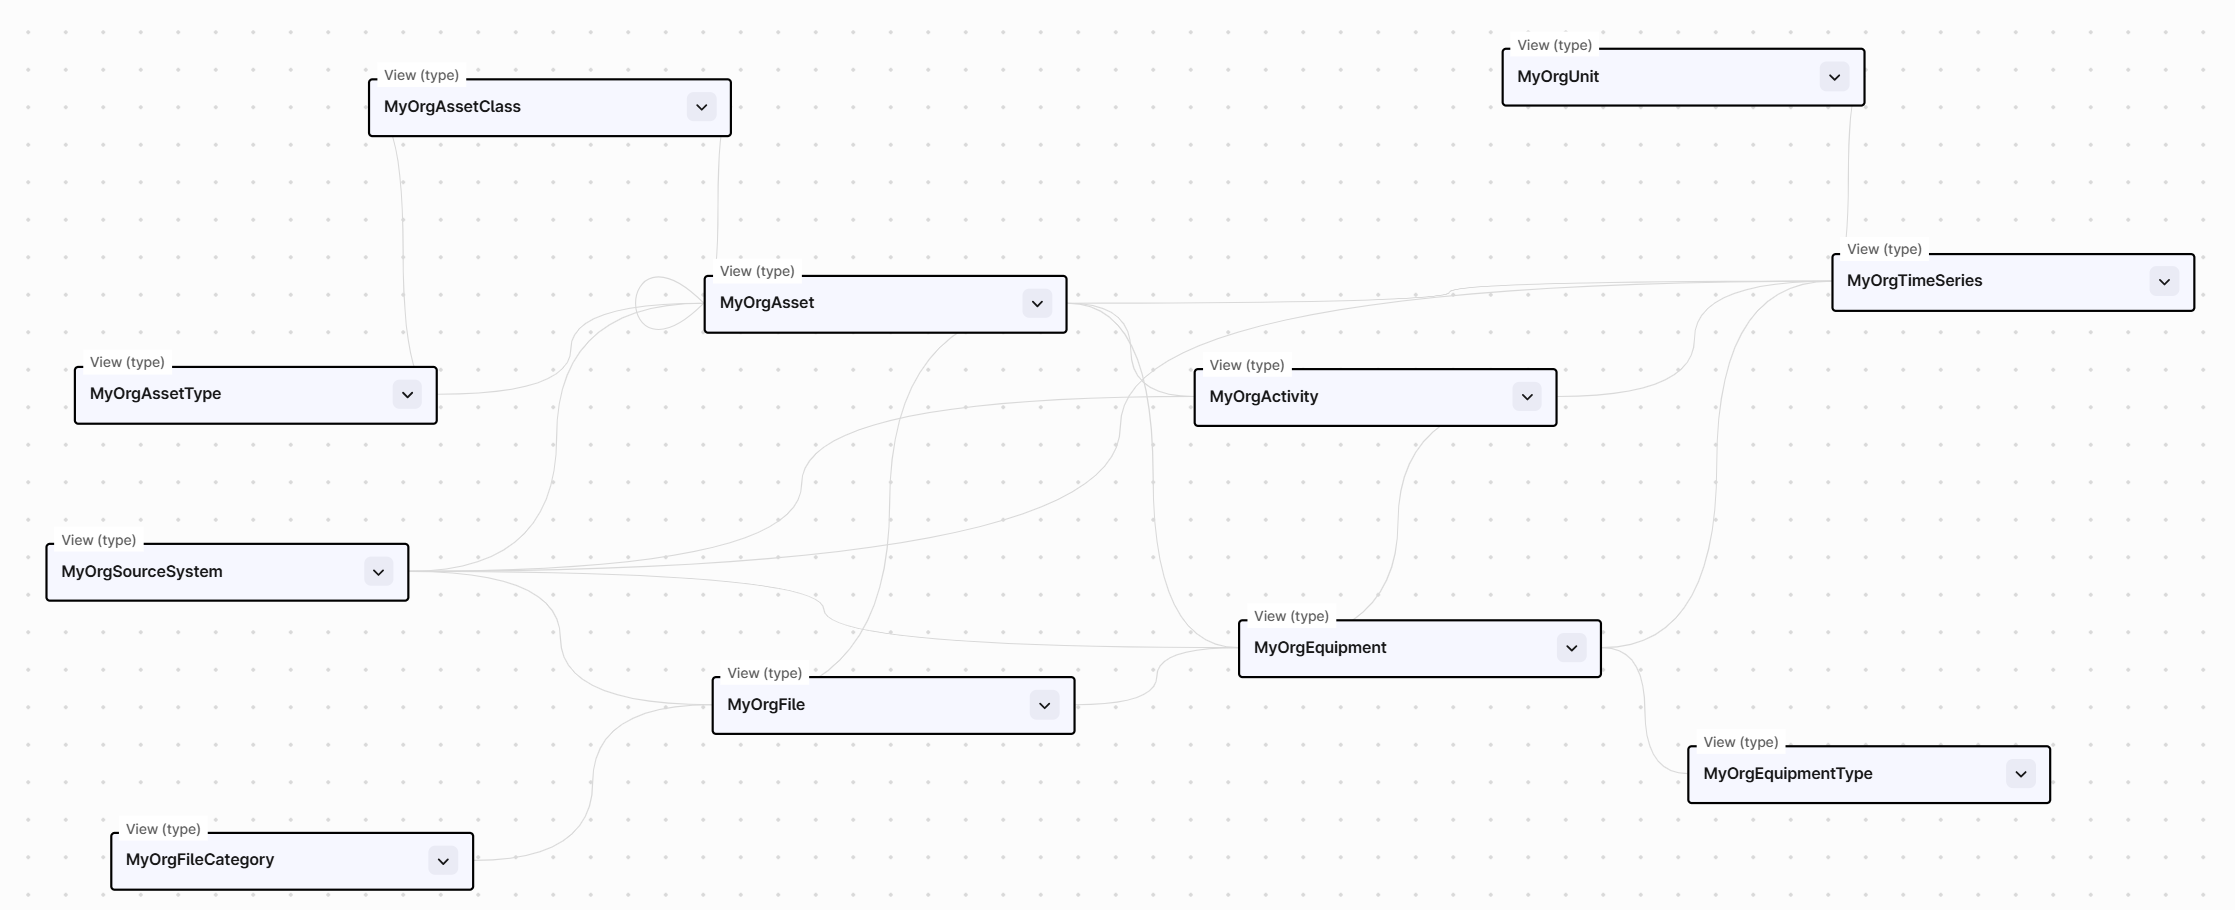 View (type)
MyOrgUnit
View (type)
MyOrgAssetClass
View (type)
MyOrgTimeSeries
View (type)
MyOrgAsset
View (type)
MyOrgAssetType
View (type)
MyOrgActivity
View (type)
MyOrgSourceSystem
View (type)
MyOrgEquipment
View (type)
MyOrgFile
View (type)
MyOrgEquipmentType
View (type)
MyOrgFileCategory